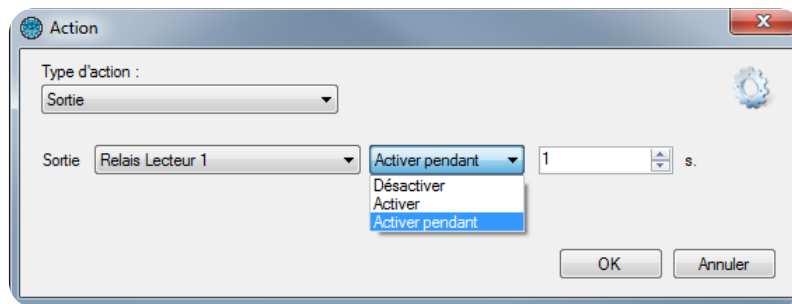 Action
Type d'action :
Sortie
Sortie Relais Lecteur 1 Activer pendant 1 s.
Désactiver
Activer
Activer pendant
OK Annuler